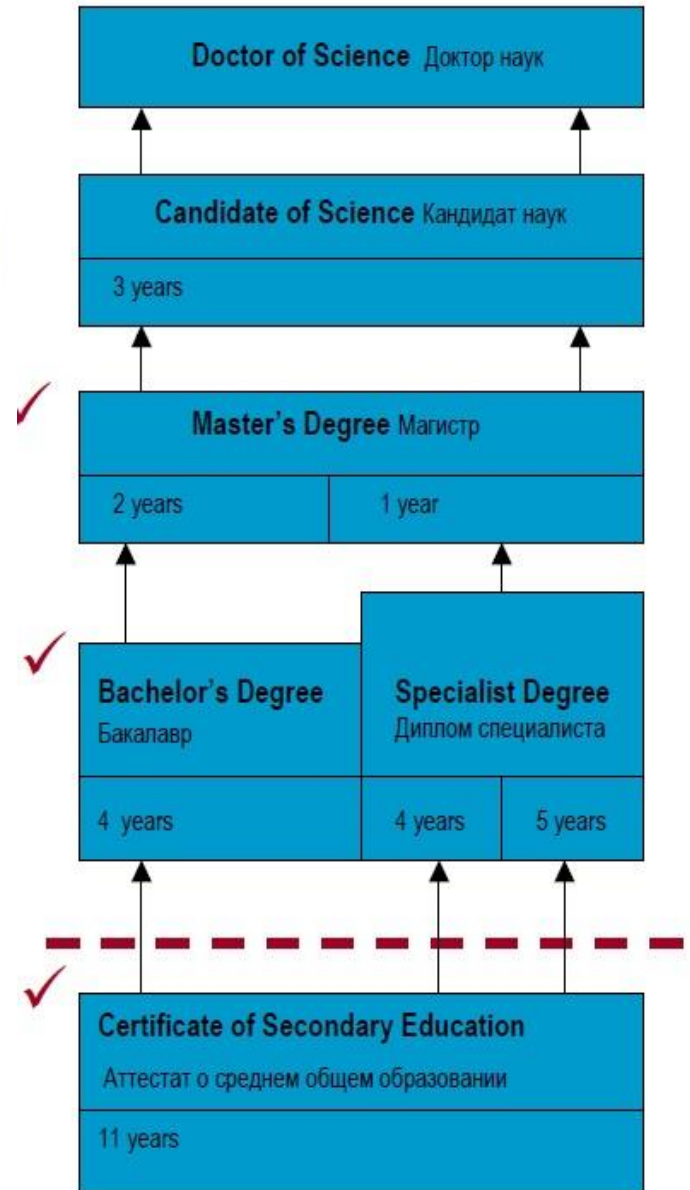 Doctor of Science Доктор наук
Candidate of Science Кандидат наук
3 years
Master's Degree Магистр
2 years
1 year
Bachelor's Degree
Бакалавр
Specialist Degree
Диплом специалиста
4 years
4 years
5 years
Certificate of Secondary Education
Аттестат о среднем общем образовании
11 years